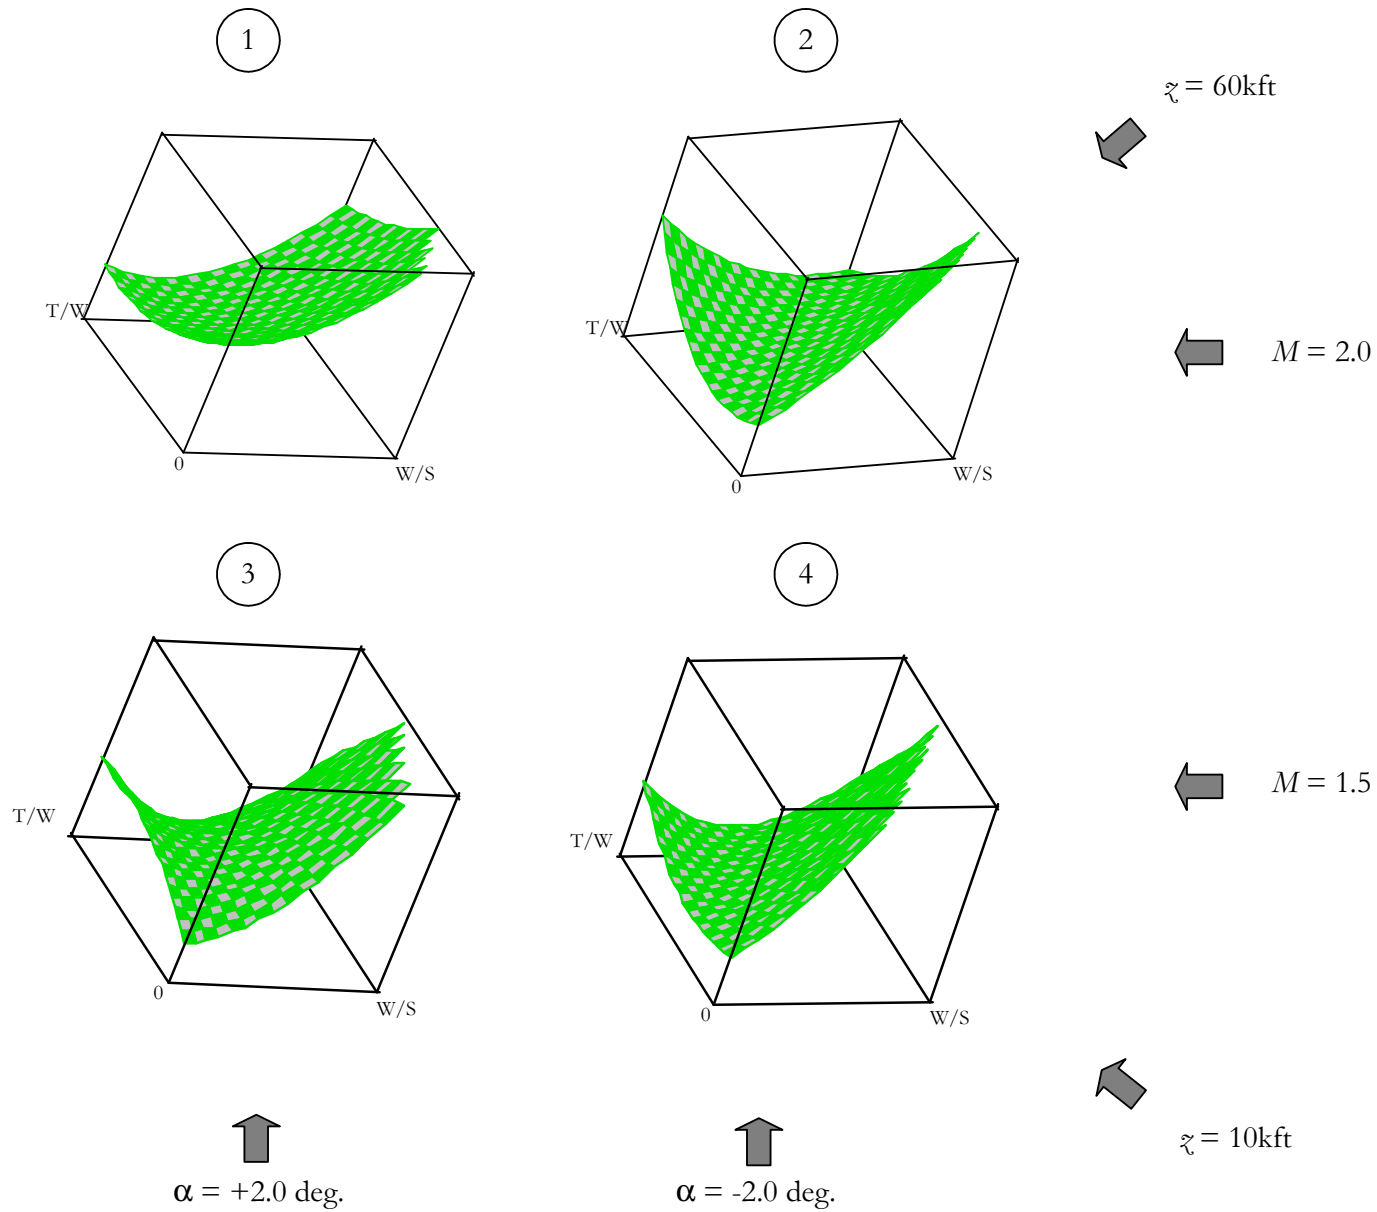 1
2
z = 60kft
T/W
T/W
M = 2.0
0
W/S
0
W/S
3
4
M = 1.5
T/W
T/W
0
W/S
0
W/S
z = 10kft
α = +2.0 deg.
α = -2.0 deg.